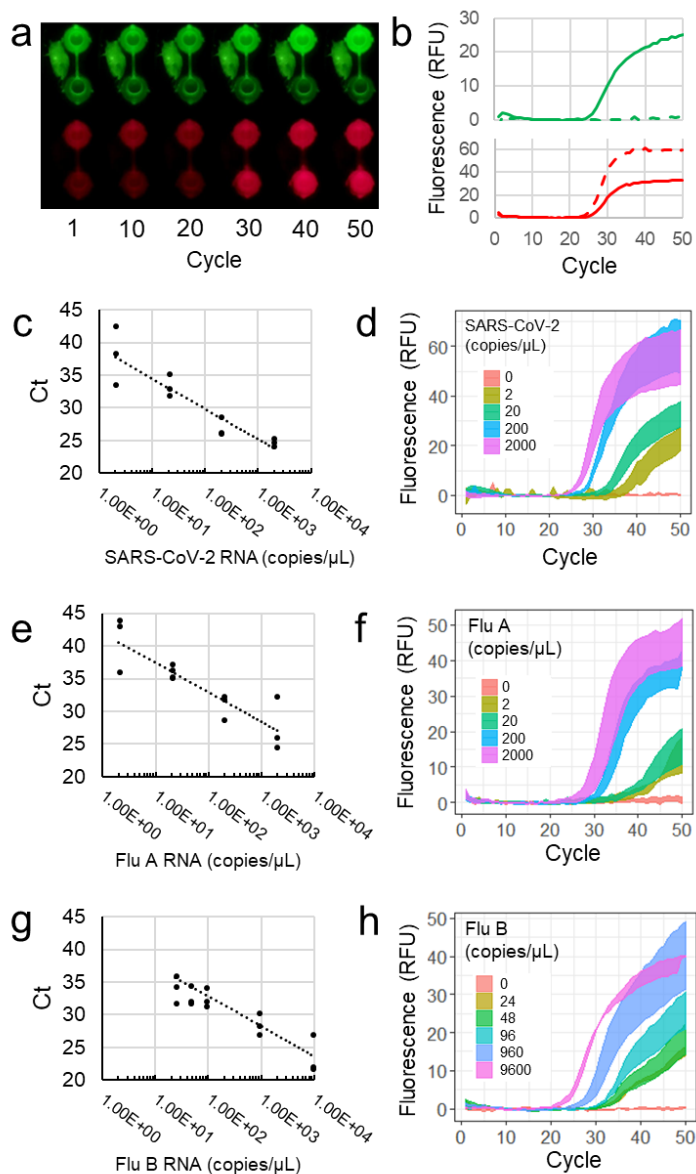 a
1 10 20 30 40 50
Cycle
b
Fluorescence (RFU)
30
20
10
0
60
40
20
0
0 10 20 30 40 50
Cycle
c
Ct
45
40
35
30
25
20
1.00E+00 1.00E+01 1.00E+02 1.00E+03 1.00E+04
SARS-CoV-2 RNA (copies/µL)
d
Fluorescence (RFU)
SARS-CoV-2
(copies/µL)
0
2
20
200
2000
60
40
20
0
0 10 20 30 40 50
Cycle
e
Ct
45
40
35
30
25
20
1.00E+00 1.00E+01 1.00E+02 1.00E+03 1.00E+04
Flu A RNA (copies/µL)
f
Fluorescence (RFU)
Flu A
(copies/µL)
0
2
20
200
2000
50
40
30
20
10
0
0 10 20 30 40 50
Cycle
g
Ct
45
40
35
30
25
20
1.00E+00 1.00E+01 1.00E+02 1.00E+03 1.00E+04
Flu B RNA (copies/µL)
h
Fluorescence (RFU)
Flu B
(copies/µL)
0
24
48
96
960
9600
50
40
30
20
10
0
0 10 20 30 40 50
Cycle